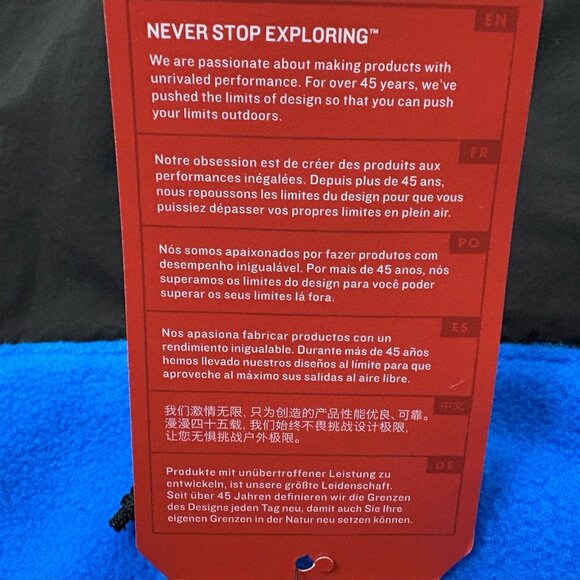 EN
NEVER STOP EXPLORING™
We are passionate about making products with
unrivaled performance. For over 45 years, we've
pushed the limits of design so that you can push
your limits outdoors.
FR
Notre obsession est de créer des produits aux
performances inégalées. Depuis plus de 45 ans,
nous repoussons les limites du design pour que vous
puissiez dépasser vos propres limites en plein air.
PO
Nós somos apaixonados por fazer produtos com
desempenho inigualável. Por mais de 45 anos, nós
superamos os limites do design para você poder
superar os seus limites lá fora.
ES
Nos apasiona fabricar productos con un
rendimiento inigualable. Durante más de 45 años
hemos llevado nuestros diseños al límite para que
aproveche al máximo sus salidas al aire libre.
中文
我们激情无限, 只为创造的产品性能优良、可靠。
漫漫四十五载, 我们始终不畏挑战设计极限,
让您无惧挑战户外极限。
DE
Produkte mit unübertroffener Leistung zu
entwickeln, ist unsere größte Leidenschaft.
Seit über 45 Jahren definieren wir die Grenzen
des Designs jeden Tag neu, damit auch Sie Ihre
eigenen Grenzen in der Natur neu setzen können.